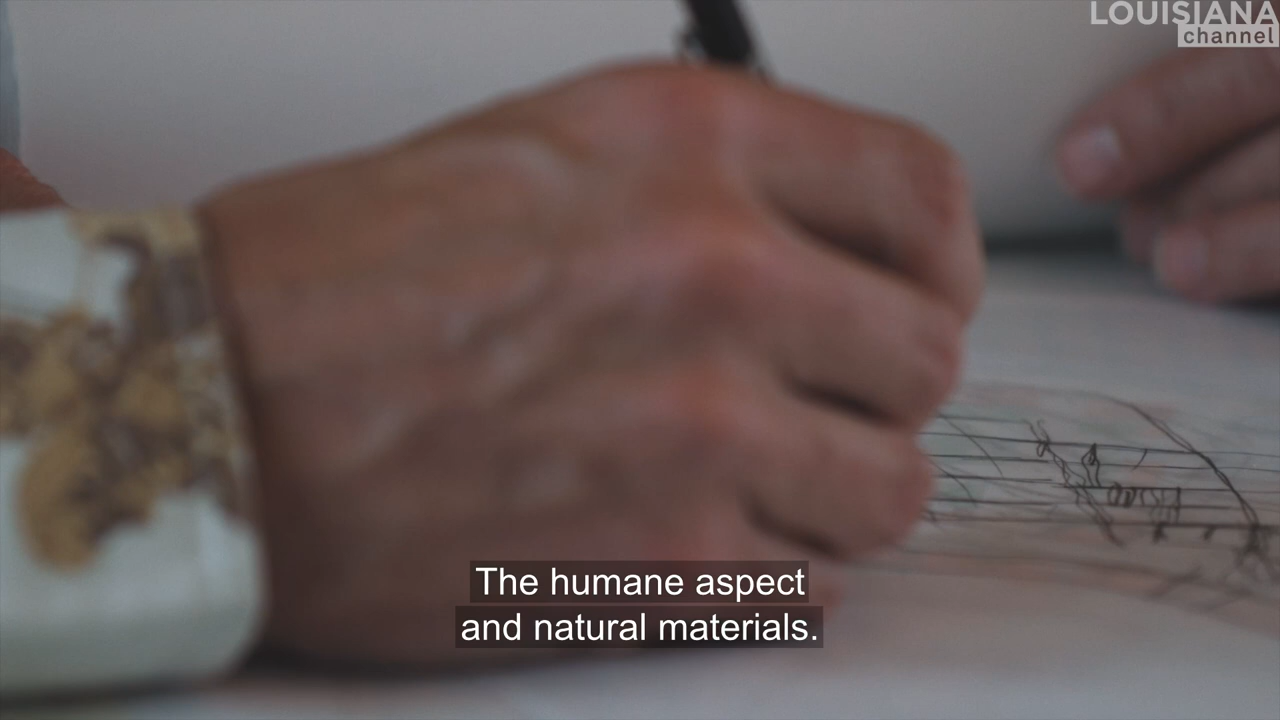 LOUISIANA
channel
The humane aspect
and natural materials.